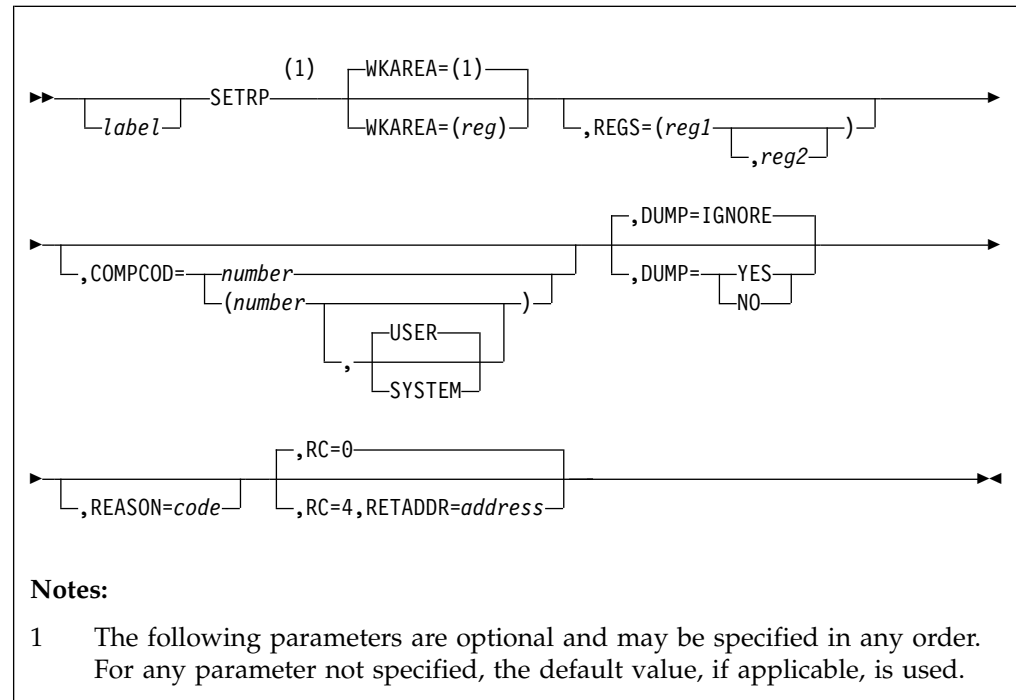 (1)
WKAREA=(1)
label SETRP WKAREA=(reg) ,REGS=(reg1 )
,reg2
,DUMP=IGNORE
,COMPCOD= number ,DUMP= YES
(number ) NO
USER
,
SYSTEM
,RC=0
,REASON=code ,RC=4,RETADDR=address
Notes:
1 The following parameters are optional and may be specified in any order.
For any parameter not specified, the default value, if applicable, is used.